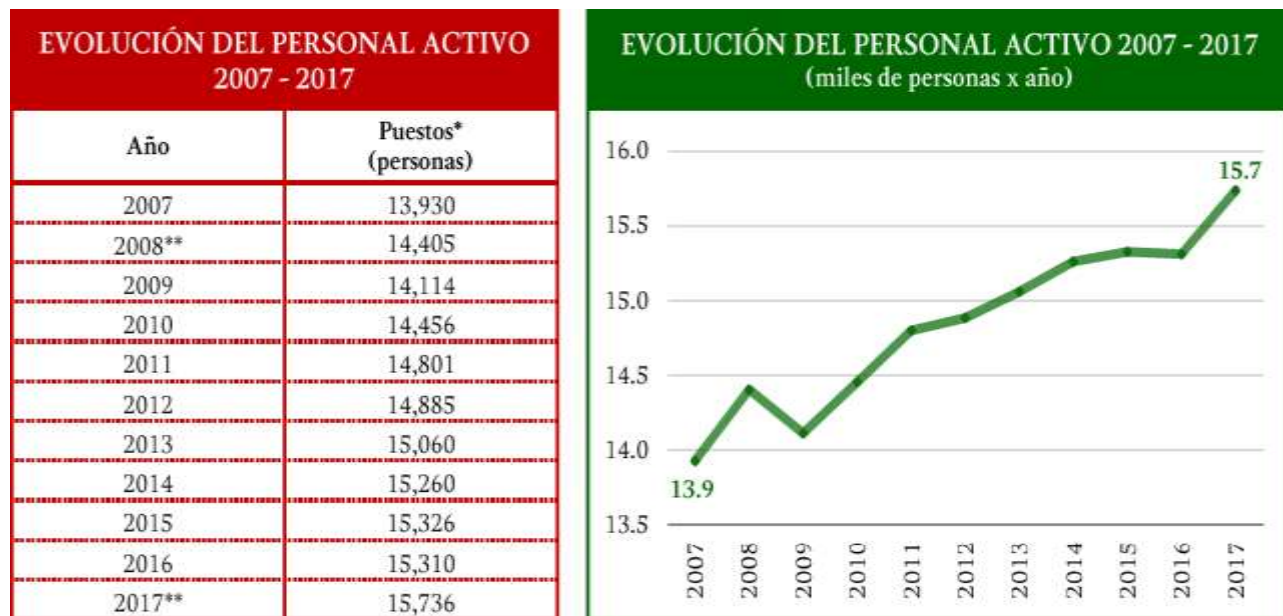 EVOLUCIÓN DEL PERSONAL ACTIVO
2007 - 2017
Año
Puestos*
(personas)
2007 13,930
2008** 14,405
2009 14,114
2010 14,456
2011 14,801
2012 14,885
2013 15,060
2014 15,260
2015 15,326
2016 15,310
2017** 15,736
EVOLUCIÓN DEL PERSONAL ACTIVO 2007 - 2017
(miles de personas x año)
16.0
15.7
15.5
15.0
14.5
14.0
13.9
13.5
2007 2008 2009 2010 2011 2012 2013 2014 2015 2016 2017